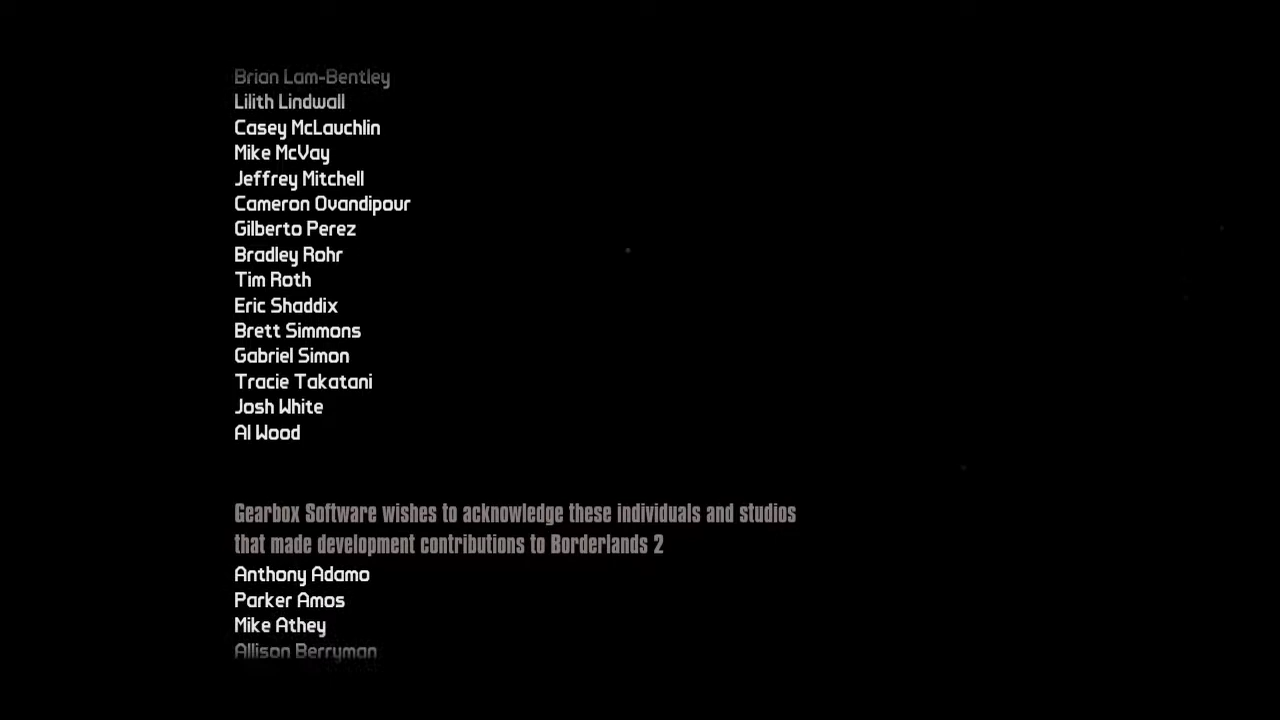 Brian Lam-Bentley
Lilith Lindwall
Casey McLauchlin
Mike McVay
Jeffrey Mitchell
Cameron Ovandipour
Gilberto Perez
Bradley Rohr
Tim Roth
Eric Shaddix
Brett Simmons
Gabriel Simon
Tracie Takatani
Josh White
Al Wood
Gearbox Software wishes to acknowledge these individuals and studios
that made development contributions to Borderlands 2
Anthony Adamo
Parker Amos
Mike Athey
Allison Berryman